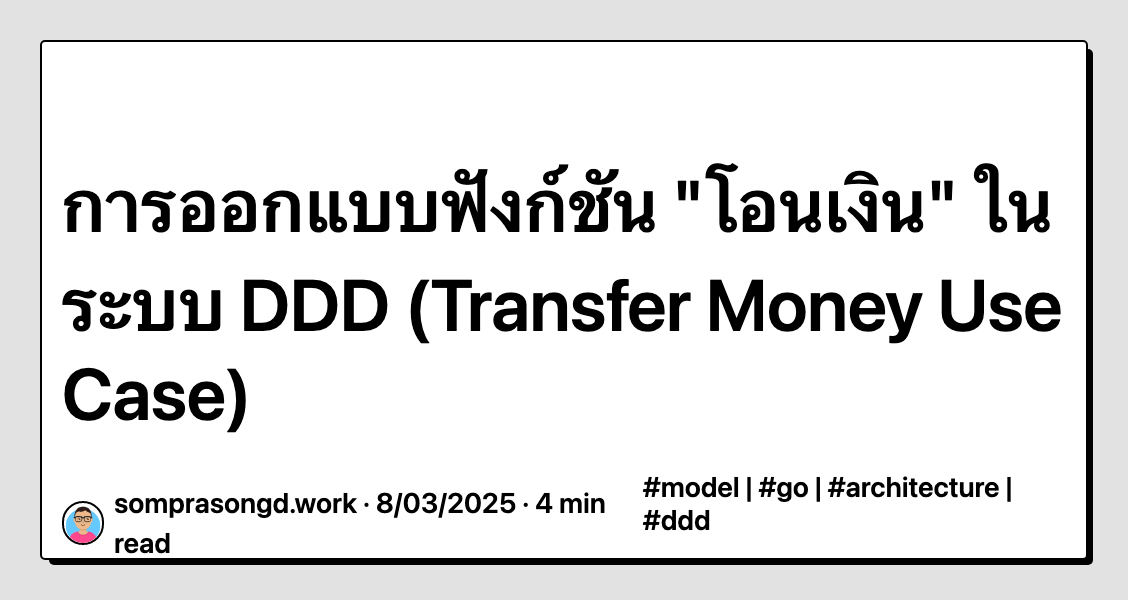 การออกแบบฟังก์ชัน "โอนเงิน" ใน
ระบบ DDD (Transfer Money Use
Case)
somprasongd.work · 8/03/2025 · 4 min
read
#model | #go | #architecture |
#ddd